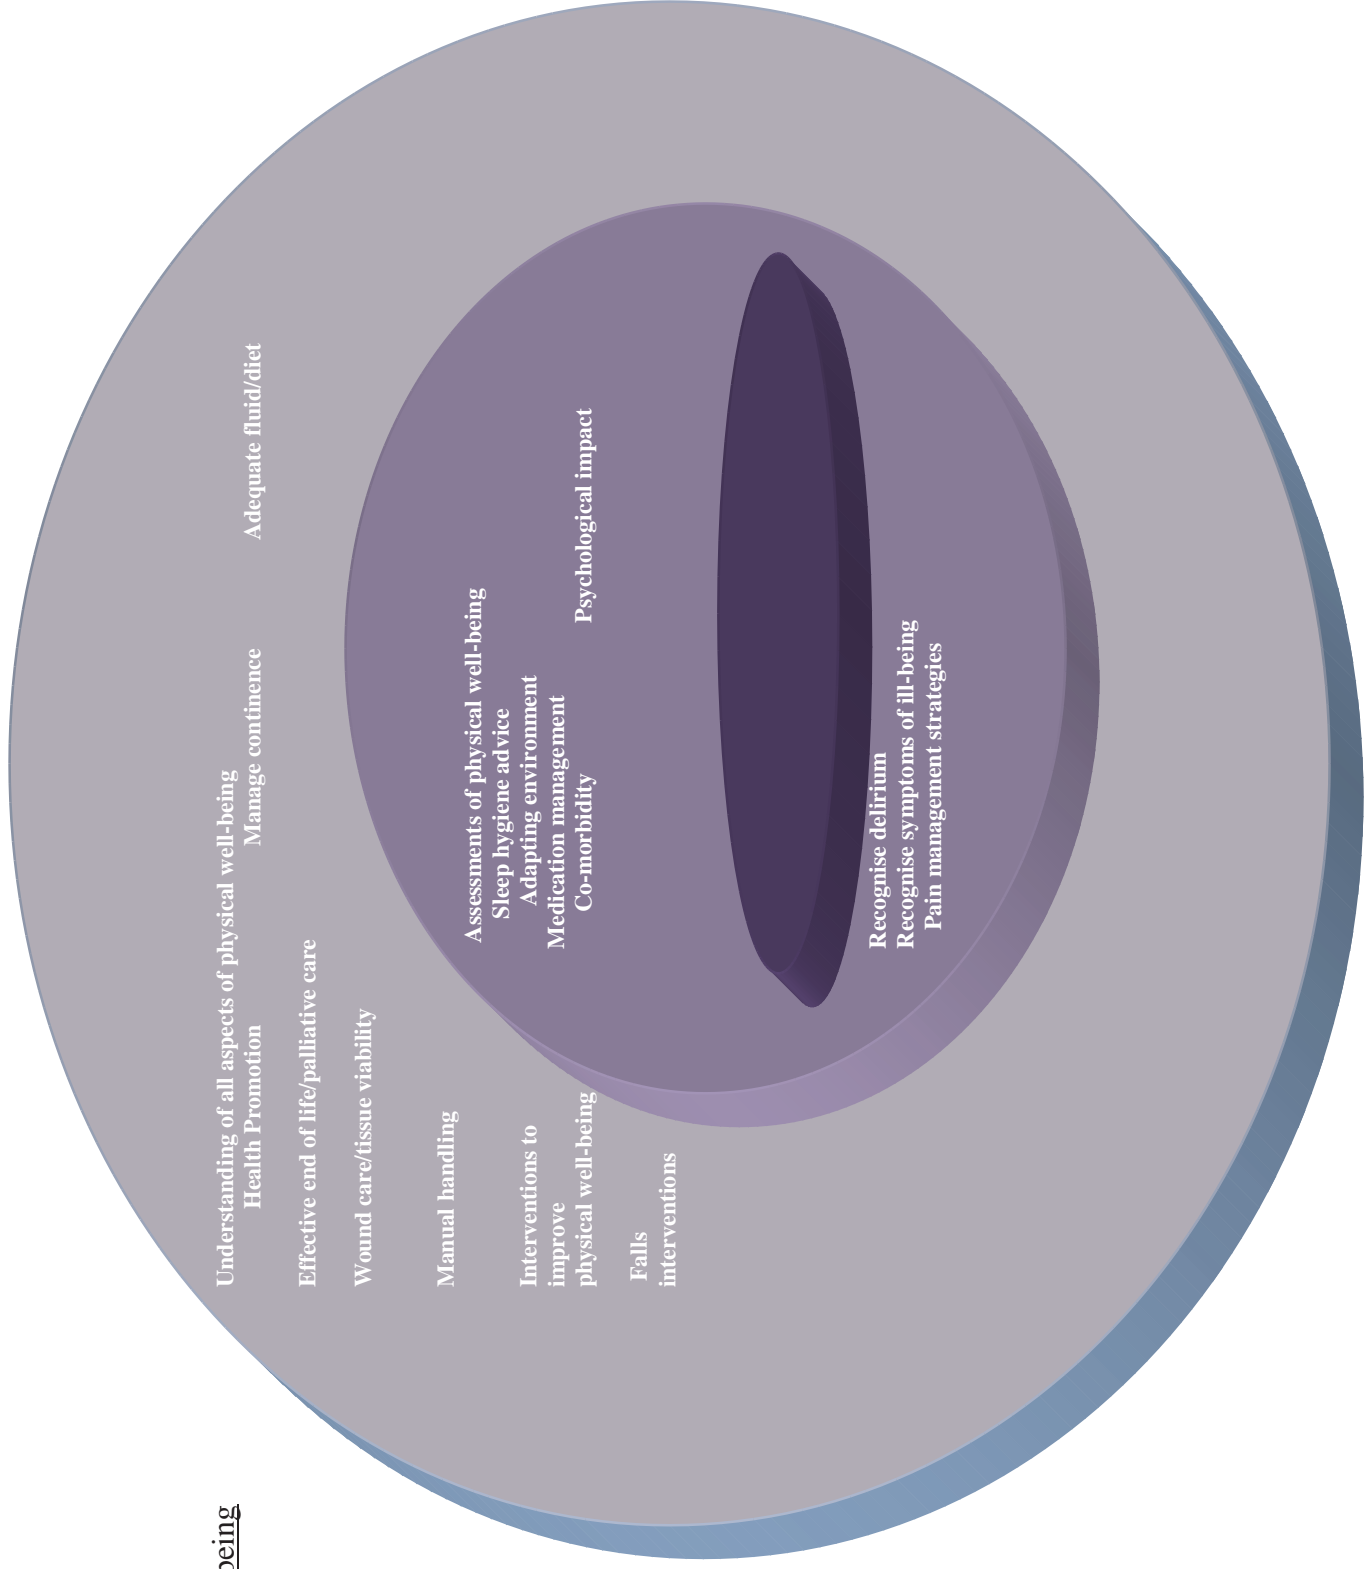 being
Understanding of all aspects of physical well-being
Health Promotion Manage continence Adequate fluid/diet
Effective end of life/palliative care
Wound care/tissue viability
Manual handling
Interventions to
improve
physical well-being
Falls
interventions
Assessments of physical well-being
Sleep hygiene advice
Adapting environment
Medication management
Co-morbidity Psychological impact
Recognise delirium
Recognise symptoms of ill-being
Pain management strategies